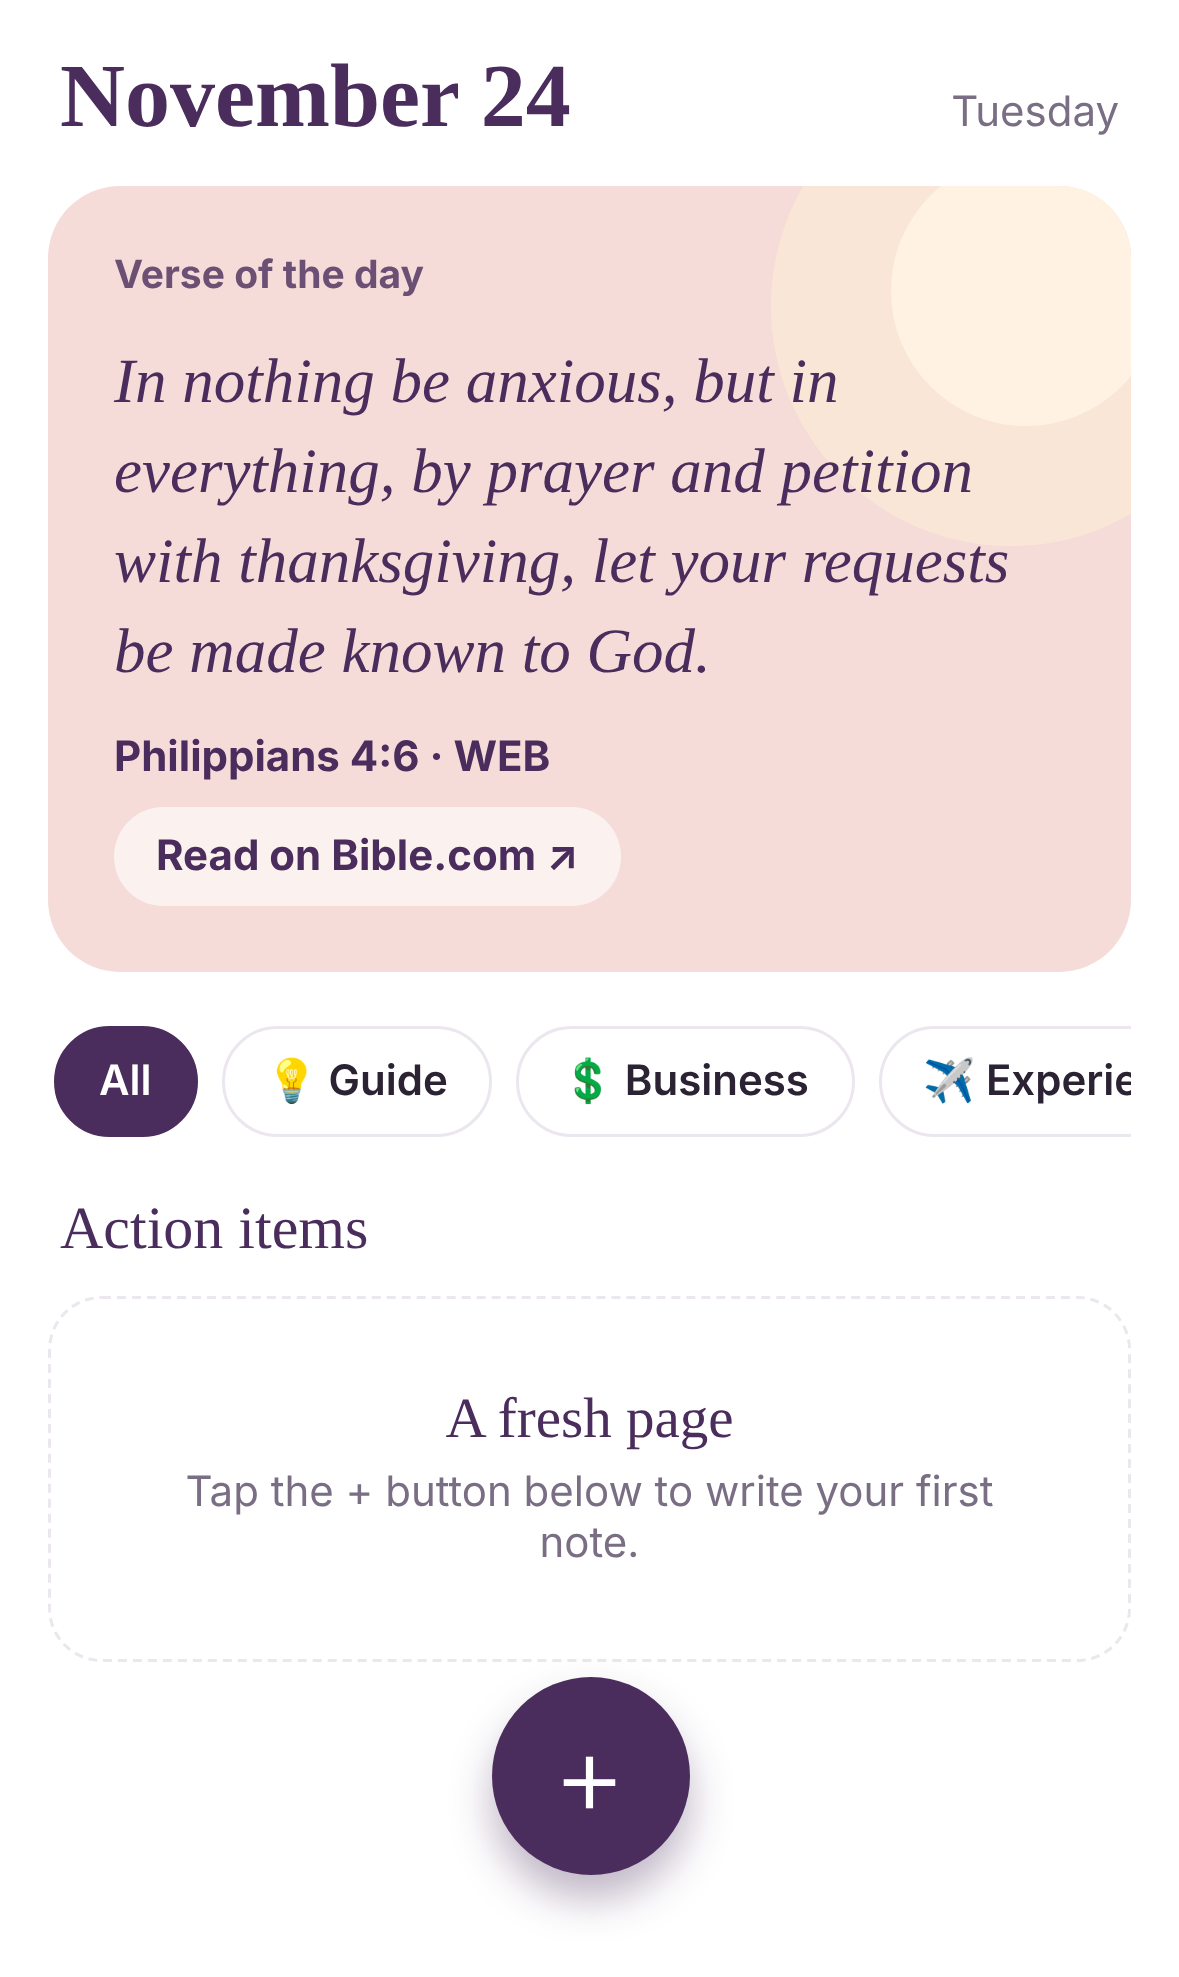 November 24
Tuesday
Verse of the day
In nothing be anxious, but in
everything, by prayer and petition
with thanksgiving, let your requests
be made known to God.
Philippians 4:6 · WEB
Read on Bible.com ↗
All
💡 Guide
💲 Business
✈️ Experie
Action items
A fresh page
Tap the + button below to write your first
note.
+